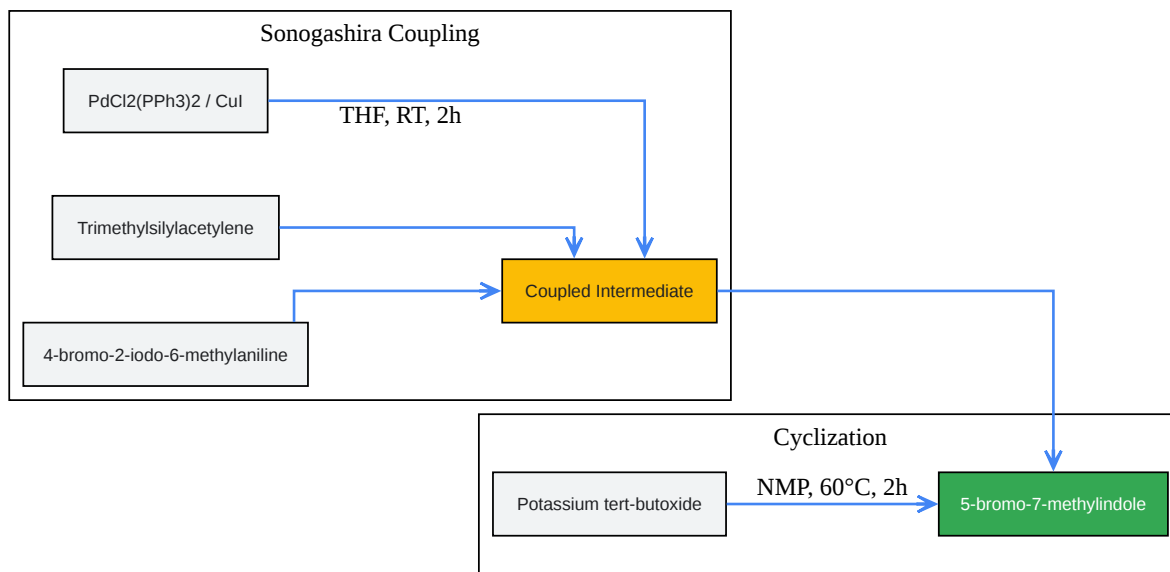 Sonogashira Coupling
PdCl2(PPh3)2 / CuI
THF, RT, 2h
Trimethylsilylacetylene
Coupled Intermediate
4-bromo-2-iodo-6-methylaniline
Cyclization
Potassium tert-butoxide
NMP, 60°C, 2h
5-bromo-7-methylindole